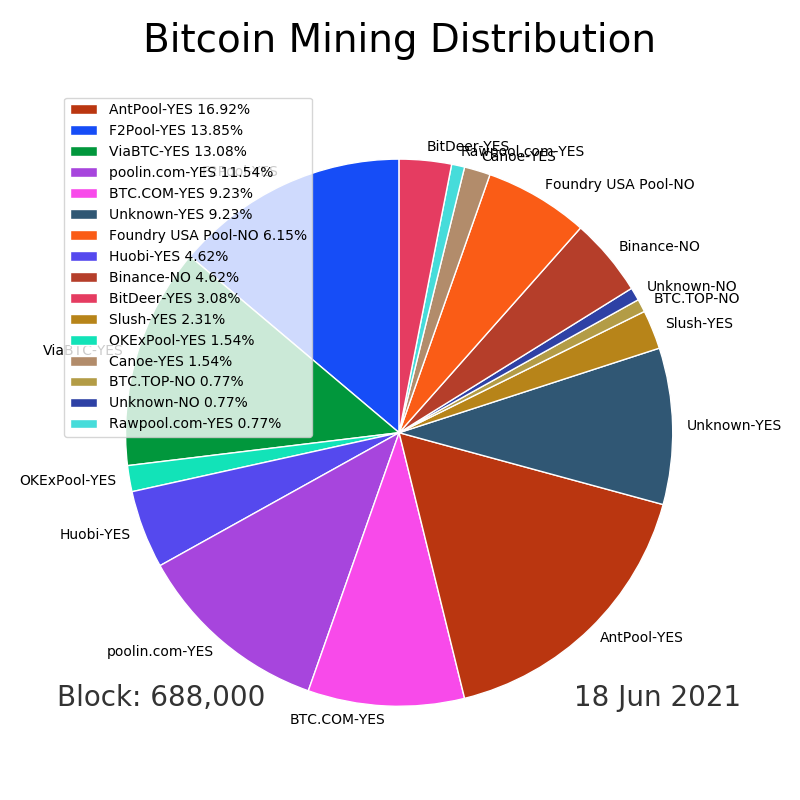 Bitcoin Mining Distribution
AntPool-YES 16.92%
F2Pool-YES 13.85%
ViaBTC-YES 13.08%
poolin.com-YES 11.54%
BTC.COM-YES 9.23%
Unknown-YES 9.23%
Foundry USA Pool-NO 6.15%
Huobi-YES 4.62%
Binance-NO 4.62%
BitDeer-YES 3.08%
Slush-YES 2.31%
OKExPool-YES 1.54%
Canoe-YES 1.54%
BTC.TOP-NO 0.77%
Unknown-NO 0.77%
Rawpool.com-YES 0.77%
BitDeer-YES
Rawpool.com-YES
Canoe-YES
Foundry USA Pool-NO
Binance-NO
Unknown-NO
BTC.TOP-NO
Slush-YES
Unknown-YES
AntPool-YES
BTC.COM-YES
poolin.com-YES
Huobi-YES
OKExPool-YES
ViaBTC-YES
Block: 688,000
18 Jun 2021